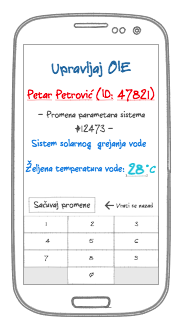 Upravljaj OIE
Petar Petrović (ID: 47821)
- Promena parametara sistema
#12473 -
Sistem solarnog grejanja vode
Željena temperatura vode: 28°C
Sačuvaj promene
Vrati se nazad
1 2 3
4 5 6
7 8 9
0